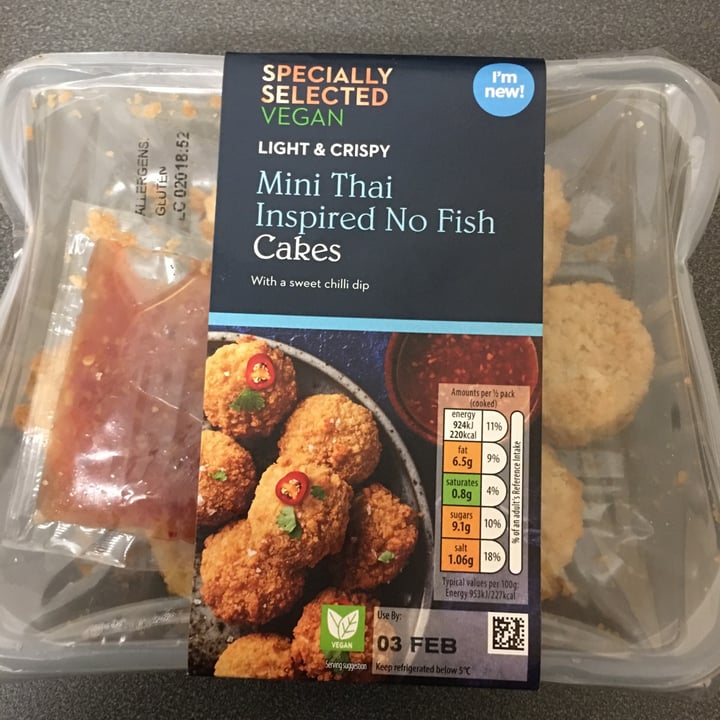 SPECIALLY
SELECTED
VEGAN
I'm
new!
LIGHT & CRISPY
Mini Thai
Inspired No Fish
Cakes
With a sweet chilli dip
ALLERGENS:
GLUTEN
LC 02018:52
Amounts per ½ pack
(cooked)
energy
924kJ
220kcal
11%
fat
6.5g
9%
saturates
0.8g
4%
sugars
9.1g
10%
salt
1.06g
18%
% of an adult's Reference Intake
Typical values per 100g:
Energy 953kJ/227kcal
VEGAN
Serving suggestion
Use By:
03 FEB
Keep refrigerated below 5°C